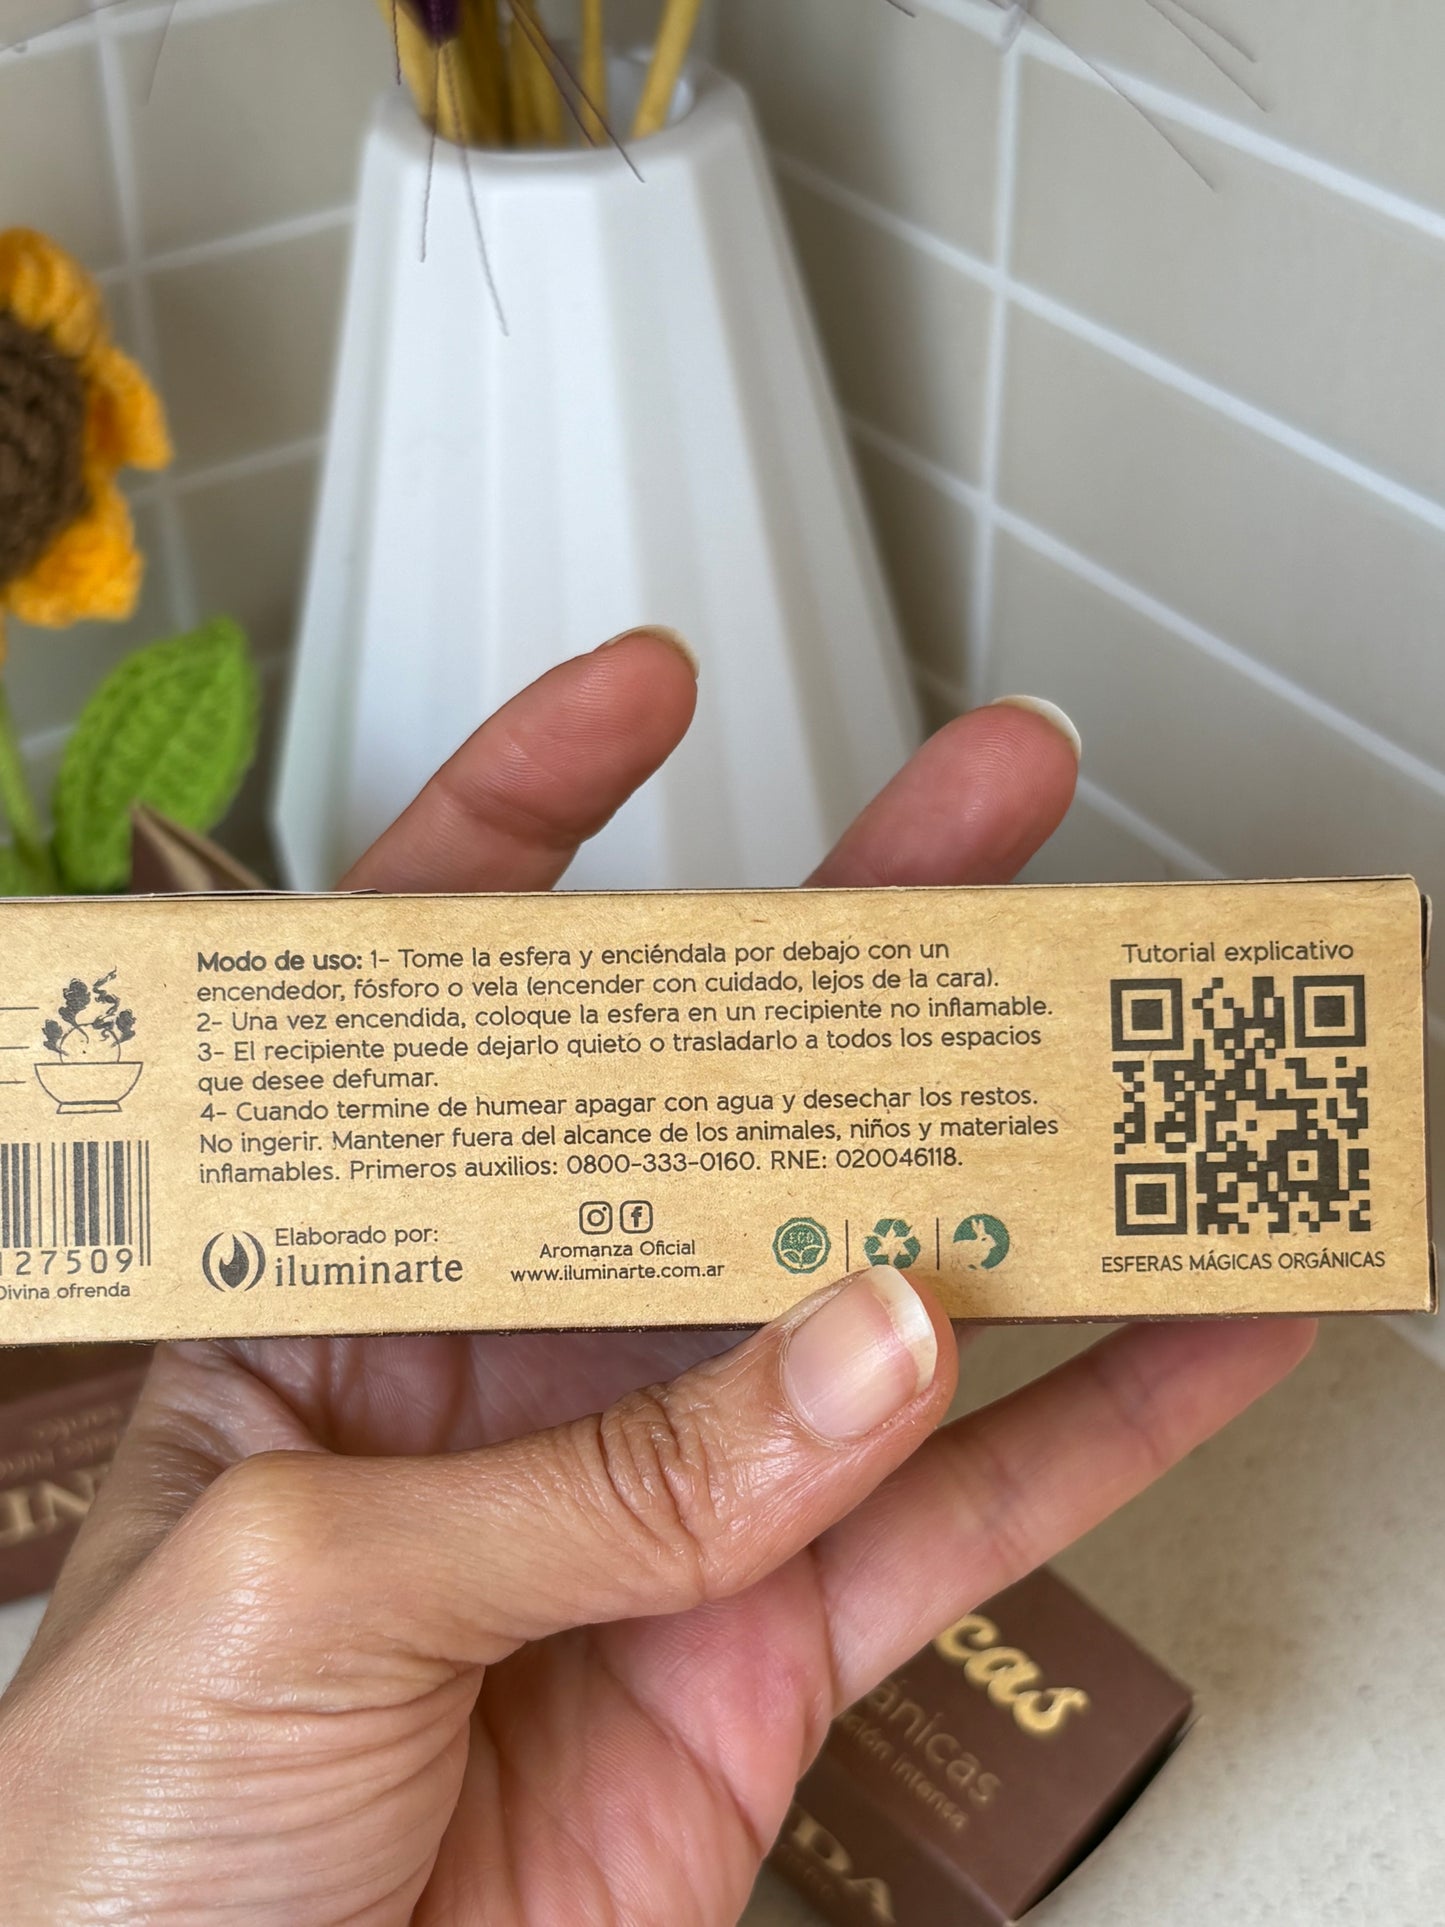 Modo de uso: 1- Tome la esfera y enciéndala por debajo con un
encendedor, fósforo o vela (encender con cuidado, lejos de la cara).
2- Una vez encendida, coloque la esfera en un recipiente no inflamable.
3- El recipiente puede dejarlo quieto o trasladarlo a todos los espacios
que desee defumar.
4- Cuando termine de humear apagar con agua y desechar los restos.
No ingerir. Mantener fuera del alcance de los animales, niños y materiales
inflamables. Primeros auxilios: 0800-333-0160. RNE: 020046118.
127509
Divina ofrenda
Elaborado por:
iluminarte
Aromanza Oficial
www.iluminarte.com.ar
ECO
Tutorial explicativo
ESFERAS MÁGICAS ORGÁNICAS
cas
ánicas
ción intensa
DA